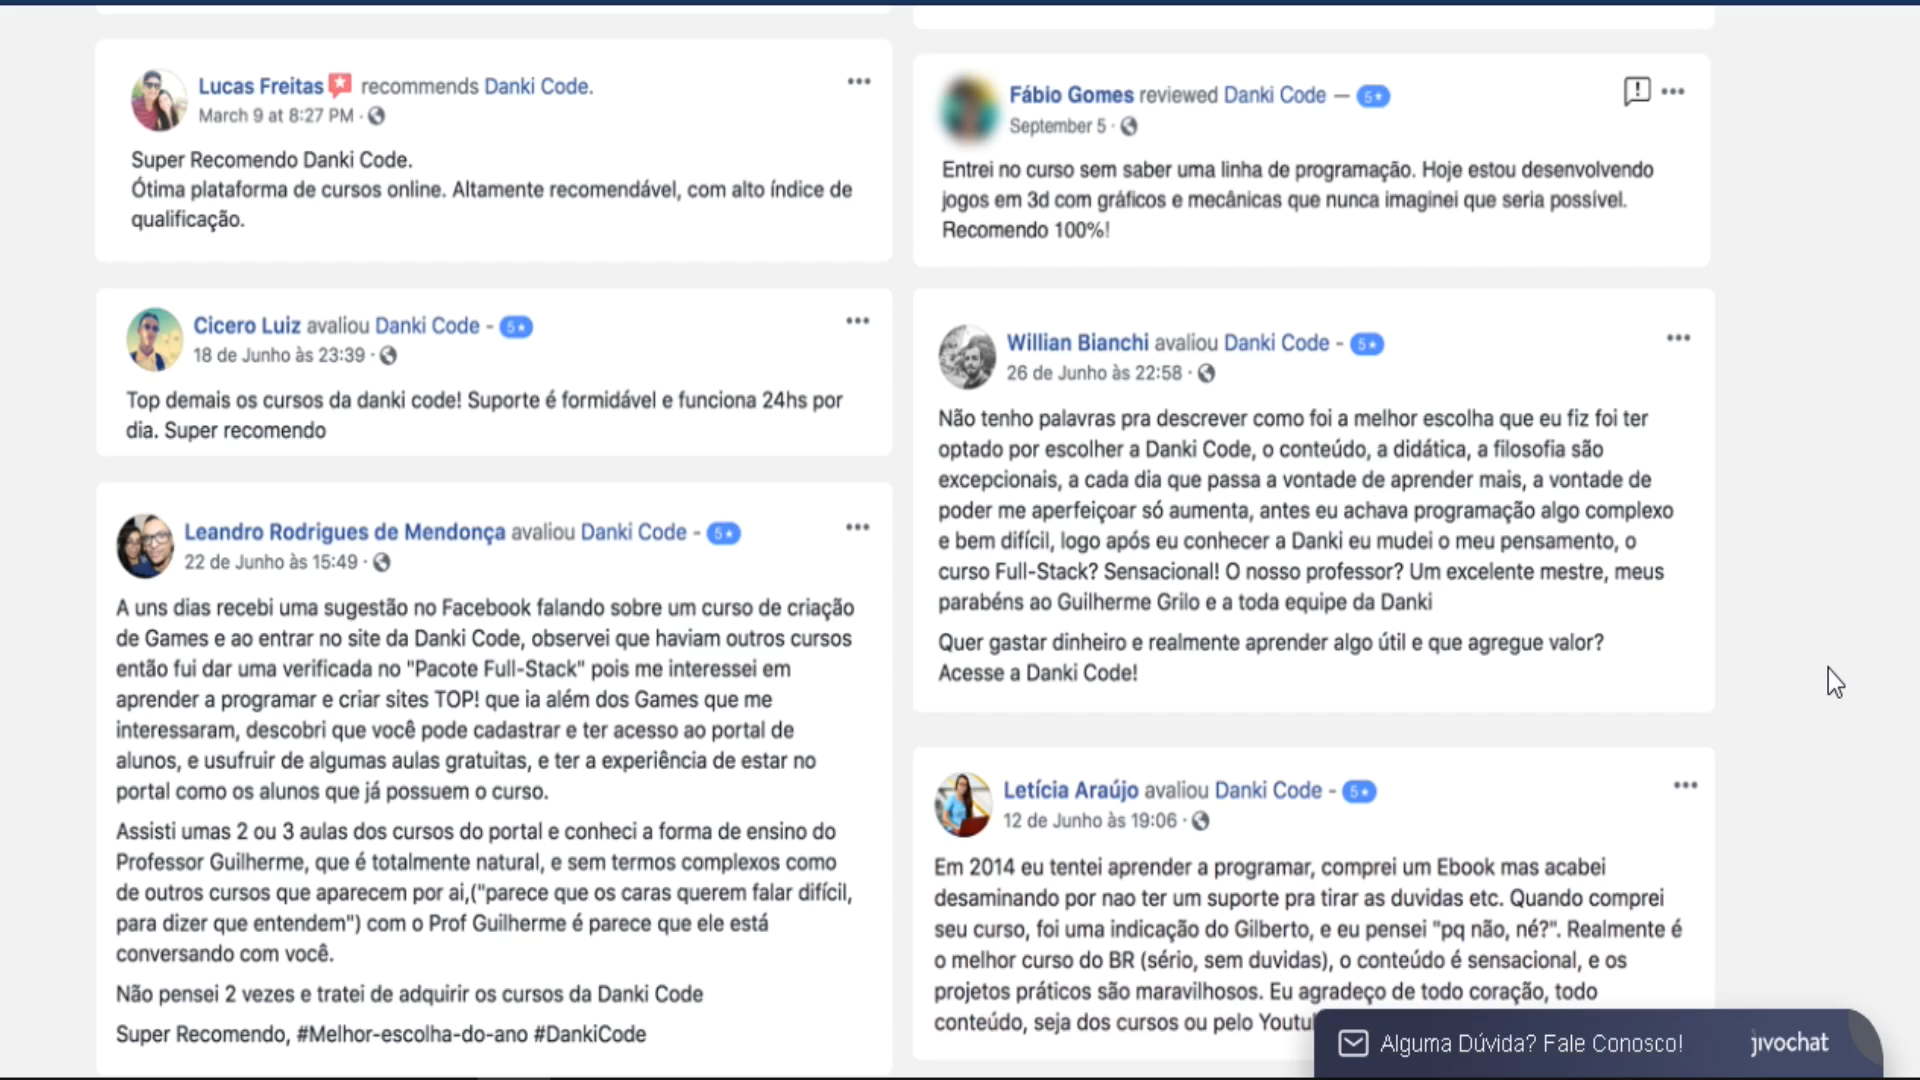 Lucas Freitas recommends Danki Code.
March 9 at 8:27 PM ·
Super Recomendo Danki Code.
Ótima plataforma de cursos online. Altamente recomendável, com alto índice de
qualificação.
Cicero Luiz avaliou Danki Code - 5★
18 de Junho às 23:39 ·
Top demais os cursos da danki code! Suporte é formidável e funciona 24hs por
dia. Super recomendo
Leandro Rodrigues de Mendonça avaliou Danki Code - 5★
22 de Junho às 15:49 ·
A uns dias recebi uma sugestão no Facebook falando sobre um curso de criação
de Games e ao entrar no site da Danki Code, observei que haviam outros cursos
então fui dar uma verificada no "Pacote Full-Stack" pois me interessei em
aprender a programar e criar sites TOP! que ia além dos Games que me
interessaram, descobri que você pode cadastrar e ter acesso ao portal de
alunos, e usufruir de algumas aulas gratuitas, e ter a experiência de estar no
portal como os alunos que já possuem o curso.
Assisti umas 2 ou 3 aulas dos cursos do portal e conheci a forma de ensino do
Professor Guilherme, que é totalmente natural, e sem termos complexos como
de outros cursos que aparecem por ai,("parece que os caras querem falar difícil,
para dizer que entendem") com o Prof Guilherme é parece que ele está
conversando com você.
Não pensei 2 vezes e tratei de adquirir os cursos da Danki Code
Super Recomendo, #Melhor-escolha-do-ano #DankiCode
Fábio Gomes reviewed Danki Code — 5★
September 5 ·
Entrei no curso sem saber uma linha de programação. Hoje estou desenvolvendo
jogos em 3d com gráficos e mecânicas que nunca imaginei que seria possível.
Recomendo 100%!
Willian Bianchi avaliou Danki Code - 5★
26 de Junho às 22:58 ·
Não tenho palavras pra descrever como foi a melhor escolha que eu fiz foi ter
optado por escolher a Danki Code, o conteúdo, a didática, a filosofia são
excepcionais, a cada dia que passa a vontade de aprender mais, a vontade de
poder me aperfeiçoar só aumenta, antes eu achava programação algo complexo
e bem difícil, logo após eu conhecer a Danki eu mudei o meu pensamento, o
curso Full-Stack? Sensacional! O nosso professor? Um excelente mestre, meus
parabéns ao Guilherme Grilo e a toda equipe da Danki
Quer gastar dinheiro e realmente aprender algo útil e que agregue valor?
Acesse a Danki Code!
Letícia Araújo avaliou Danki Code - 5★
12 de Junho às 19:06 ·
Em 2014 eu tentei aprender a programar, comprei um Ebook mas acabei
desaminando por nao ter um suporte pra tirar as duvidas etc. Quando comprei
seu curso, foi uma indicação do Gilberto, e eu pensei "pq não, né?". Realmente é
o melhor curso do BR (sério, sem duvidas), o conteúdo é sensacional, e os
projetos práticos são maravilhosos. Eu agradeço de todo coração, todo
conteúdo, seja dos cursos ou pelo
Alguma Dúvida? Fale Conosco! jivochat